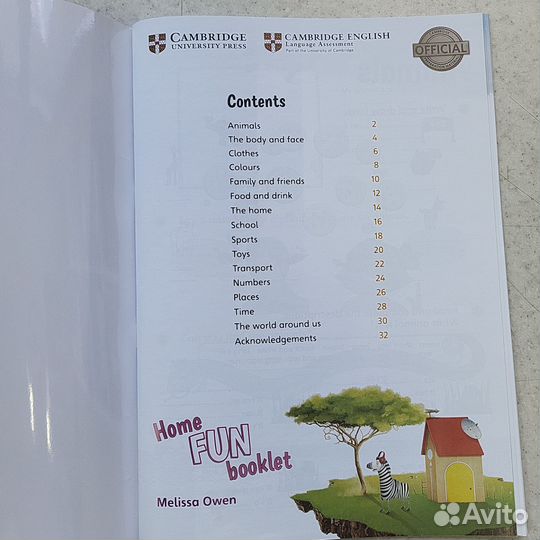 CAMBRIDGE
UNIVERSITY PRESS
CAMBRIDGE ENGLISH
Language Assessment
Part of the University of Cambridge
OFFICIAL
Contents
Animals 2
The body and face 4
Clothes 6
Colours 8
Family and friends 10
Food and drink 12
The home 14
School 16
Sports 18
Toys 20
Transport 22
Numbers 24
Places 26
Time 28
The world around us 30
Acknowledgements 32
Home
FUN
booklet
Melissa Owen
Avito